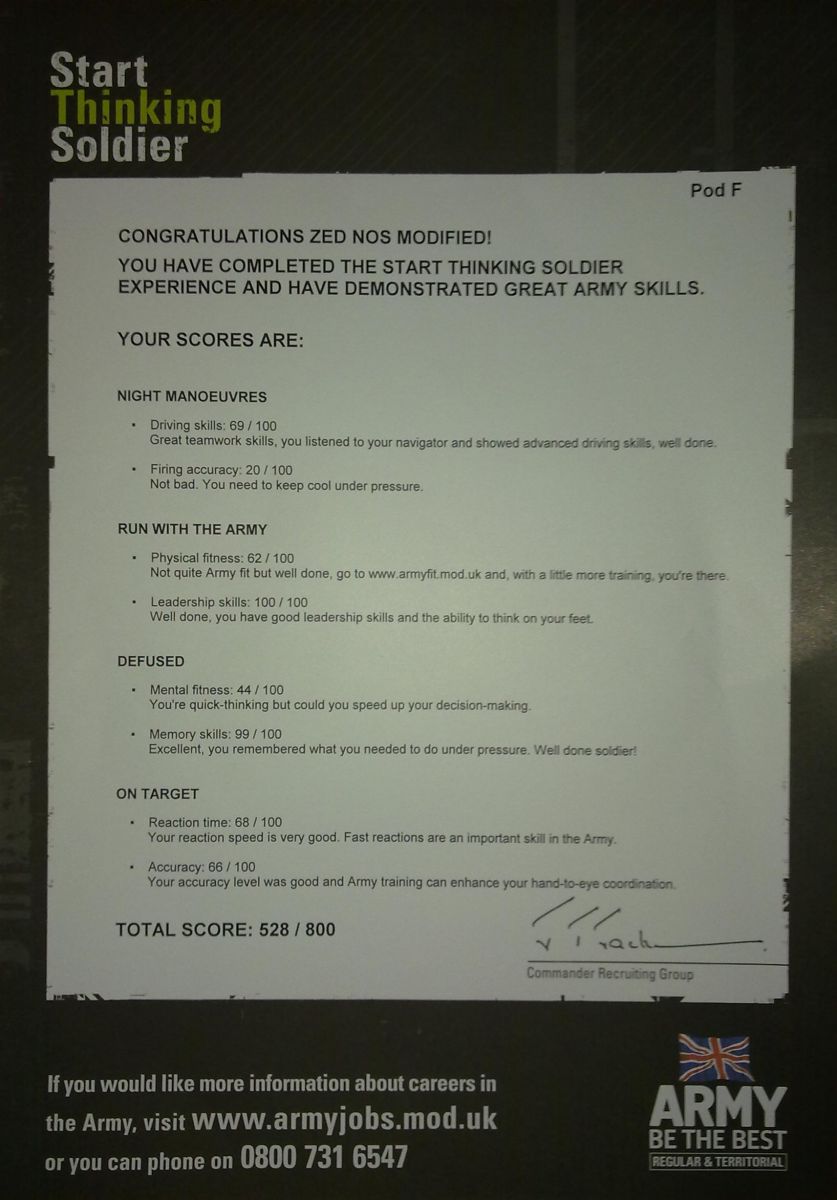 Start
Thinking
Soldier
Pod F
CONGRATULATIONS ZED NOS MODIFIED!
YOU HAVE COMPLETED THE START THINKING SOLDIER
EXPERIENCE AND HAVE DEMONSTRATED GREAT ARMY SKILLS.
YOUR SCORES ARE:
NIGHT MANOEUVRES
• Driving skills: 69 / 100
Great teamwork skills, you listened to your navigator and showed advanced driving skills, well done.
• Firing accuracy: 20 / 100
Not bad. You need to keep cool under pressure.
RUN WITH THE ARMY
• Physical fitness: 62 / 100
Not quite Army fit but well done, go to www.armyfit.mod.uk and, with a little more training, you're there.
• Leadership skills: 100 / 100
Well done, you have good leadership skills and the ability to think on your feet.
DEFUSED
• Mental fitness: 44 / 100
You're quick-thinking but could you speed up your decision-making.
• Memory skills: 99 / 100
Excellent, you remembered what you needed to do under pressure. Well done soldier!
ON TARGET
• Reaction time: 68 / 100
Your reaction speed is very good. Fast reactions are an important skill in the Army.
• Accuracy: 66 / 100
Your accuracy level was good and Army training can enhance your hand-to-eye coordination.
TOTAL SCORE: 528 / 800
Commander Recruiting Group
If you would like more information about careers in
the Army, visit www.armyjobs.mod.uk
or you can phone on 0800 731 6547
ARMY
BE THE BEST
REGULAR & TERRITORIAL